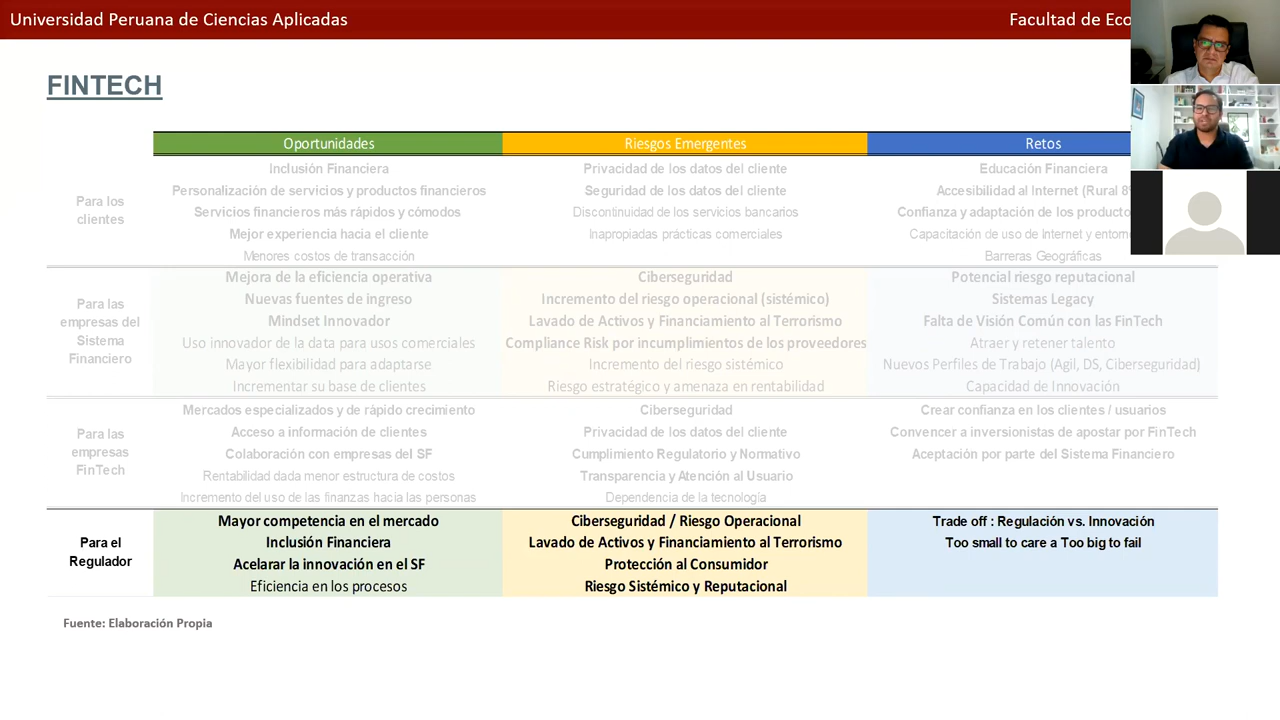 Universidad Peruana de Ciencias Aplicadas
Facultad de Eco
FINTECH
Oportunidades
Riesgos Emergentes
Retos
Para los
clientes
Inclusión Financiera
Personalización de servicios y productos financieros
Servicios financieros más rápidos y cómodos
Mejor experiencia hacia el cliente
Menores costos de transacción
Privacidad de los datos del cliente
Seguridad de los datos del cliente
Discontinuidad de los servicios bancarios
Inapropiadas prácticas comerciales
Educación Financiera
Accesibilidad al Internet (Rural
Confianza y adaptación de los producto
Capacitación de uso de Internet y entorn
Barreras Geográficas
Para las
empresas del
Sistema
Financiero
Mejora de la eficiencia operativa
Nuevas fuentes de ingreso
Mindset Innovador
Uso innovador de la data para usos comerciales
Mayor flexibilidad para adaptarse
Incrementar su base de clientes
Ciberseguridad
Incremento del riesgo operacional (sistémico)
Lavado de Activos y Financiamiento al Terrorismo
Compliance Risk por incumplimientos de los proveedores
Incremento del riesgo sistémico
Riesgo estratégico y amenaza en rentabilidad
Potencial riesgo reputacional
Sistemas Legacy
Falta de Visión Común con las FinTech
Atraer y retener talento
Nuevos Perfiles de Trabajo (Agil, DS, Ciberseguridad)
Capacidad de Innovación
Para las
empresas
FinTech
Mercados especializados y de rápido crecimiento
Acceso a información de clientes
Colaboración con empresas del SF
Rentabilidad dada menor estructura de costos
Incremento del uso de las finanzas hacia las personas
Ciberseguridad
Privacidad de los datos del cliente
Cumplimiento Regulatorio y Normativo
Transparencia y Atención al Usuario
Dependencia de la tecnología
Crear confianza en los clientes / usuarios
Convencer a inversionistas de apostar por FinTech
Aceptación por parte del Sistema Financiero
Para el
Regulador
Mayor competencia en el mercado
Inclusión Financiera
Acelarar la innovación en el SF
Eficiencia en los procesos
Ciberseguridad / Riesgo Operacional
Lavado de Activos y Financiamiento al Terrorismo
Protección al Consumidor
Riesgo Sistémico y Reputacional
Trade off : Regulación vs. Innovación
Too small to care a Too big to fail
Fuente: Elaboración Propia